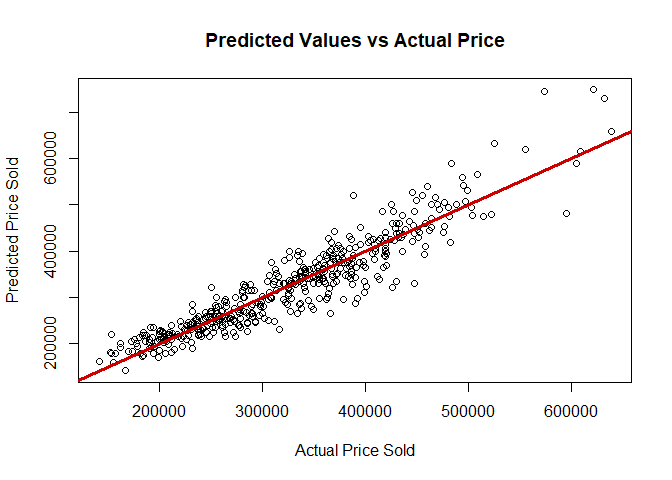 Predicted Values vs Actual Price
Predicted Price Sold
600000
400000
200000
200000 300000 400000 500000 600000
Actual Price Sold